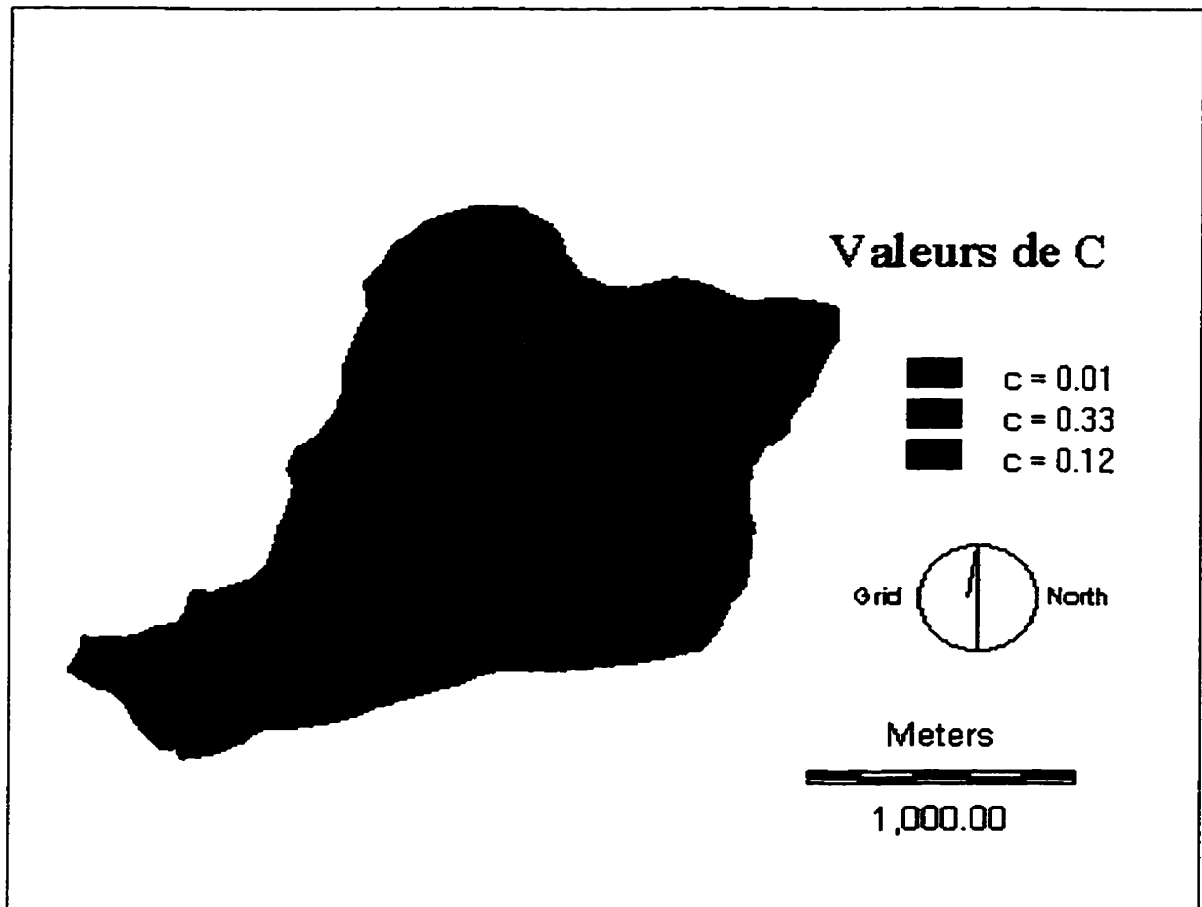 Valeurs de C
c = 0.01
c = 0.33
c = 0.12
Grid North
Meters
1,000.00